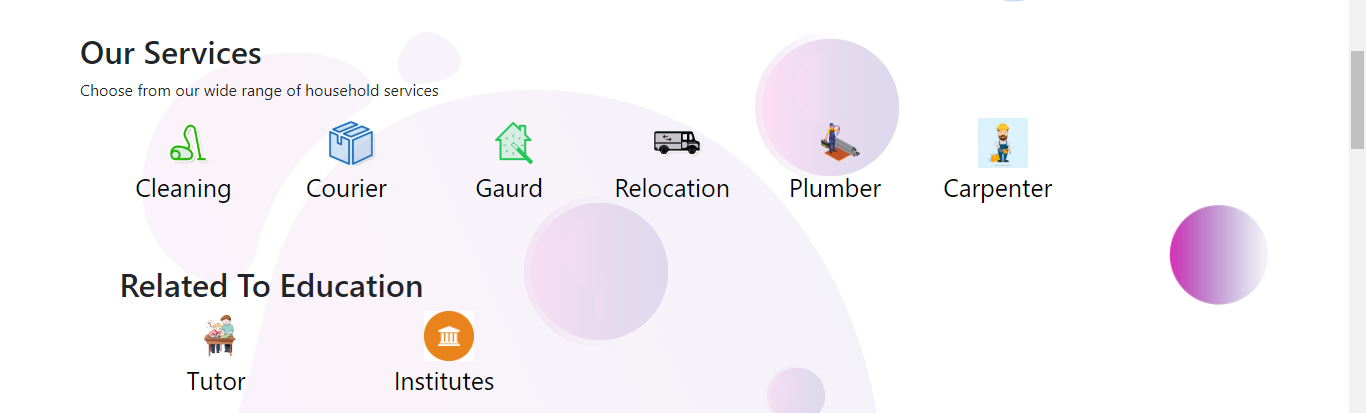 Our Services
Choose from our wide range of household services
Cleaning Courier Gaurd Relocation Plumber Carpenter
Related To Education
Tutor Institutes